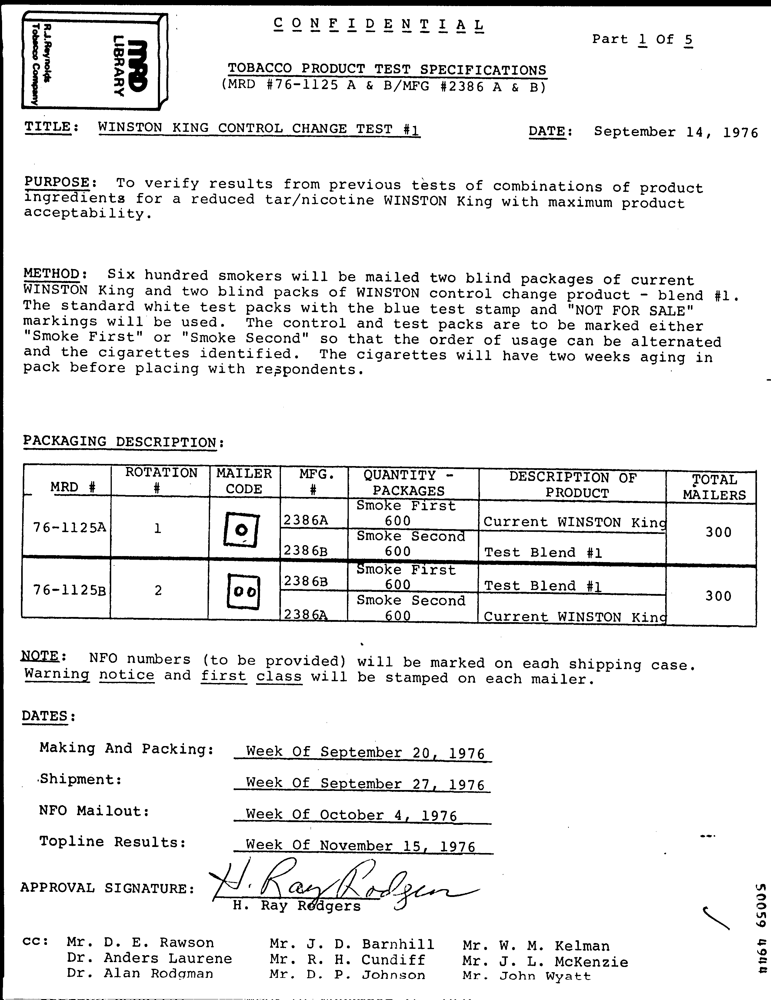 C O N F I D E N T I A L
Part 1 Of 5
R.J.Reynolds
Tobacco Company
MRD
LIBRARY
TOBACCO PRODUCT TEST SPECIFICATIONS
(MRD #76-1125 A & B/MFG #2386 A & B)
TITLE: WINSTON KING CONTROL CHANGE TEST #1 DATE: September 14, 1976
PURPOSE: To verify results from previous tests of combinations of product
ingredients for a reduced tar/nicotine WINSTON King with maximum product
acceptability.
METHOD: Six hundred smokers will be mailed two blind packages of current
WINSTON King and two blind packs of WINSTON control change product - blend #1.
The standard white test packs with the blue test stamp and "NOT FOR SALE"
markings will be used. The control and test packs are to be marked either
"Smoke First" or "Smoke Second" so that the order of usage can be alternated
and the cigarettes identified. The cigarettes will have two weeks aging in
pack before placing with respondents.
PACKAGING DESCRIPTION:
MRD # ROTATION # MAILER CODE MFG. # QUANTITY - PACKAGES DESCRIPTION OF PRODUCT TOTAL MAILERS
76-1125A 1 O 2386A Smoke First 600 Current WINSTON King 300
2386B Smoke Second 600 Test Blend #1
76-1125B 2 OO 2386B Smoke First 600 Test Blend #1 300
2386A Smoke Second 600 Current WINSTON King
NOTE: NFO numbers (to be provided) will be marked on each shipping case.
Warning notice and first class will be stamped on each mailer.
DATES:
Making And Packing: Week Of September 20, 1976
Shipment: Week Of September 27, 1976
NFO Mailout: Week Of October 4, 1976
Topline Results: Week Of November 15, 1976
APPROVAL SIGNATURE: H. Ray Rodgers
H. Ray Rodgers
cc: Mr. D. E. Rawson Mr. J. D. Barnhill Mr. W. M. Kelman
Dr. Anders Laurene Mr. R. H. Cundiff Mr. J. L. McKenzie
Dr. Alan Rodgman Mr. D. P. Johnson Mr. John Wyatt
50059 4944